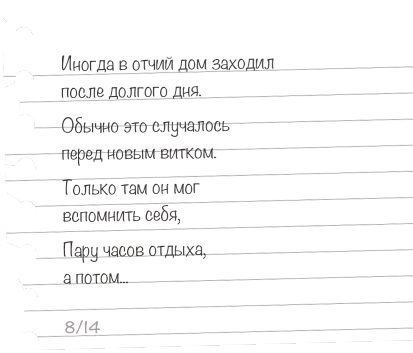 Иногда в отчий дом заходил
после долгого дня.
Обычно это случалось
перед новым витком.
Только там он мог
вспомнить себя,
Пару часов отдыха,
а потом...
8/14